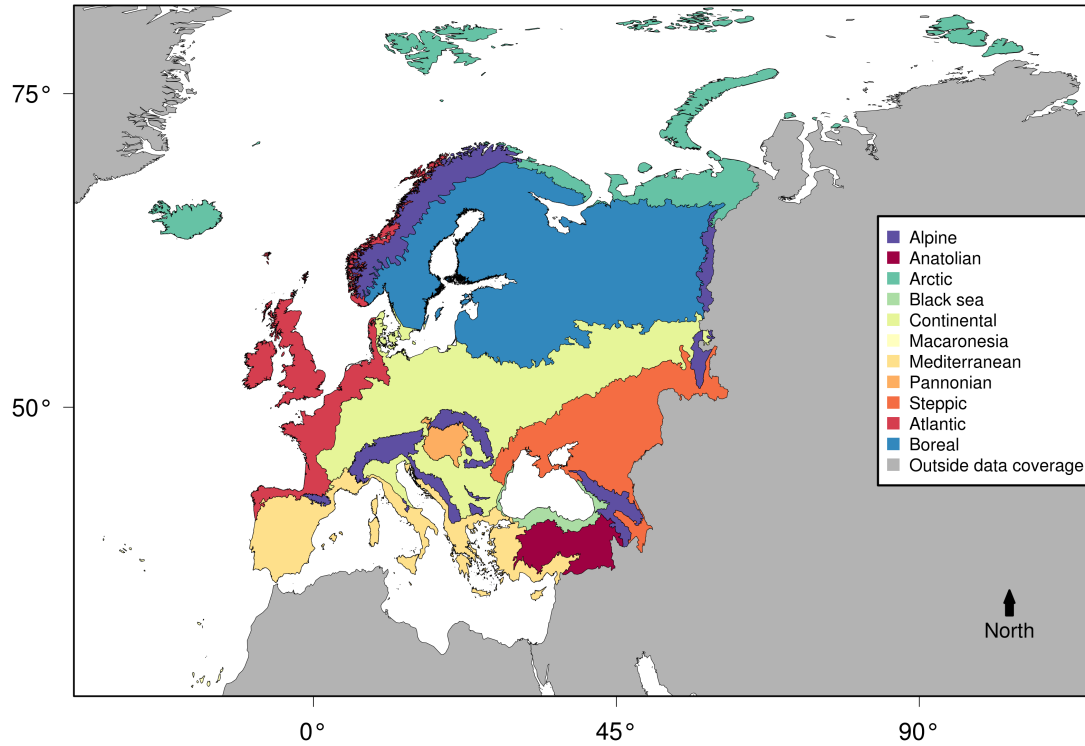 75°
50°
Alpine
Anatolian
Arctic
Black sea
Continental
Macaronesia
Mediterranean
Pannonian
Steppic
Atlantic
Boreal
Outside data coverage
North
0°
45°
90°